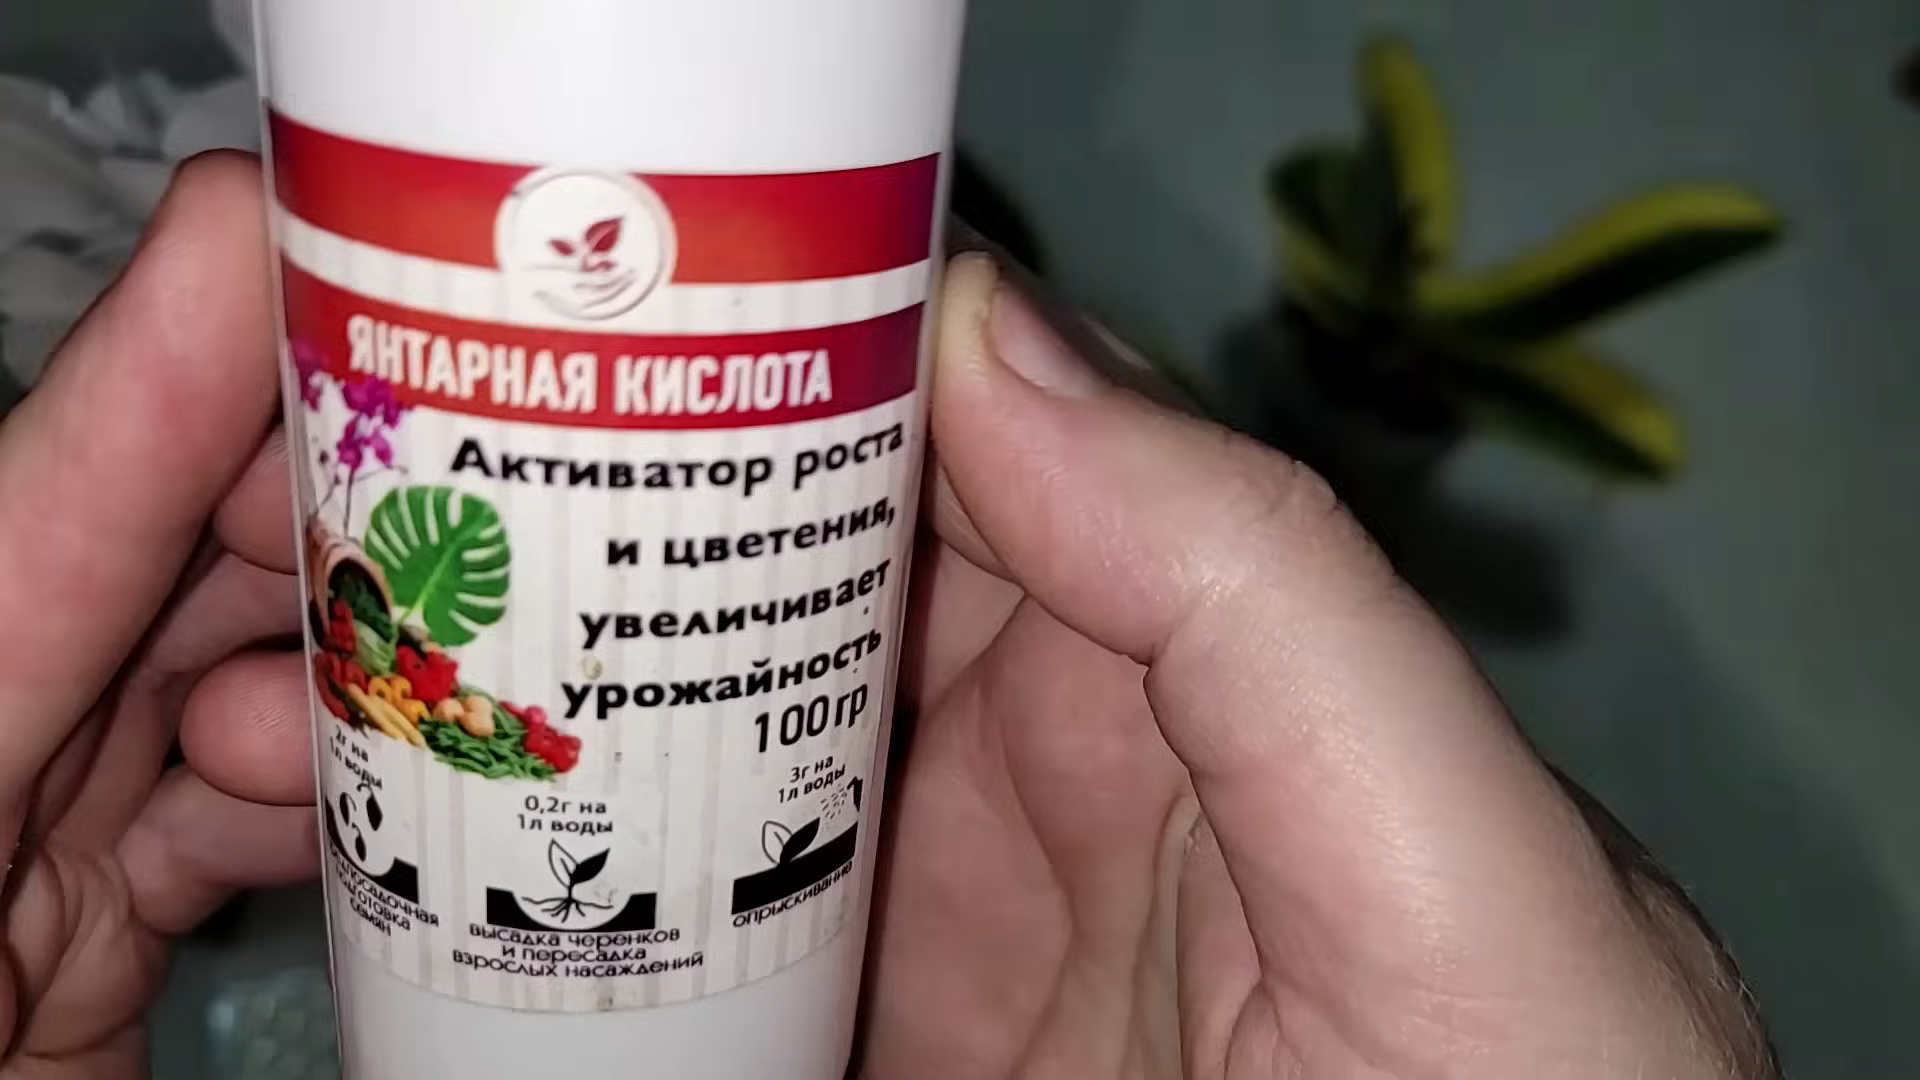 ЯНТАРНАЯ КИСЛОТА
Активатор роста
и цветения,
увеличивает
урожайность
100гр
2г на
1л воды
предпосадочная
подготовка
семян
0,2г на
1л воды
высадка черенков
и пересадка
взрослых насаждений
3г на
1л воды
опрыскивание